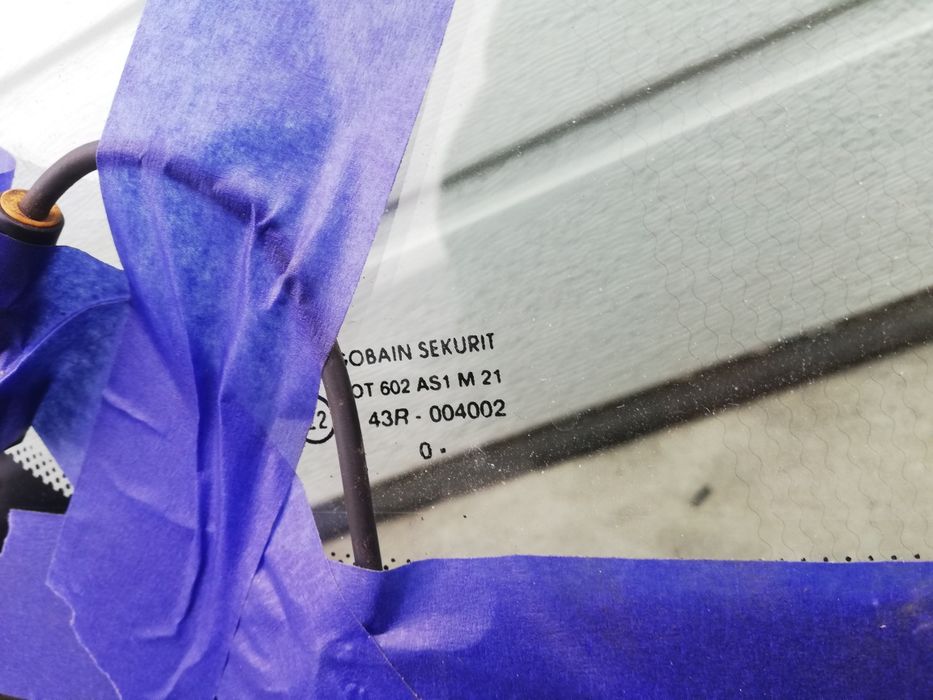 GOBAIN SEKURIT
OT 602 AS1 M 21
43R - 004002
0 .